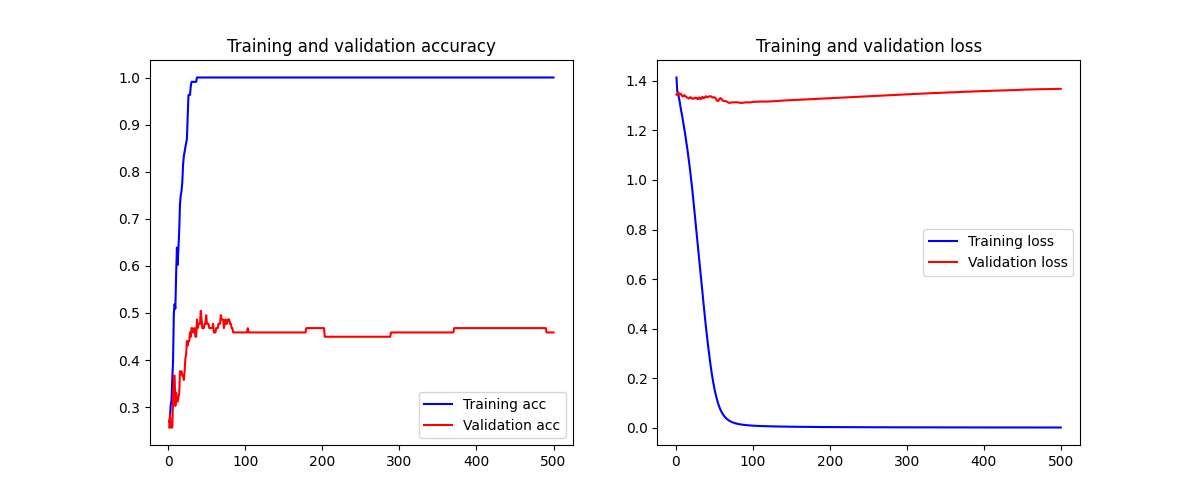 Training and validation accuracy
1.0
0.9
0.8
0.7
0.6
0.5
0.4
0.3
0 100 200 300 400 500
Training acc
Validation acc
Training and validation loss
1.4
1.2
1.0
0.8
0.6
0.4
0.2
0.0
0 100 200 300 400 500
Training loss
Validation loss